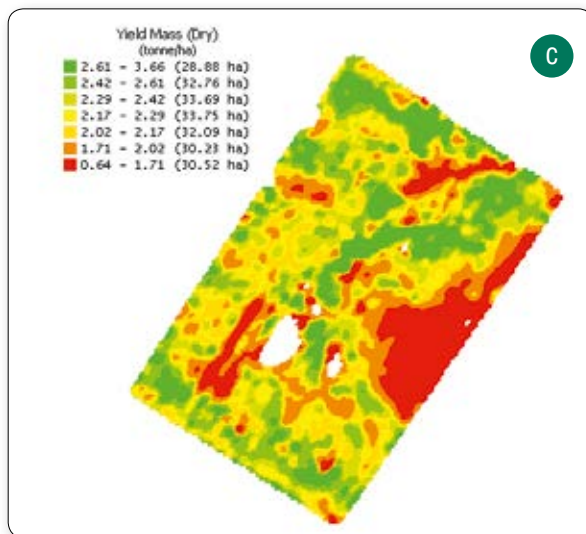 Yield Mass (Dry)
(tonne/ha)
2.61 - 3.66 (28.88 ha)
2.42 - 2.61 (32.76 ha)
2.29 - 2.42 (33.69 ha)
2.17 - 2.29 (33.75 ha)
2.02 - 2.17 (32.09 ha)
1.71 - 2.02 (30.23 ha)
0.64 - 1.71 (30.52 ha)
C